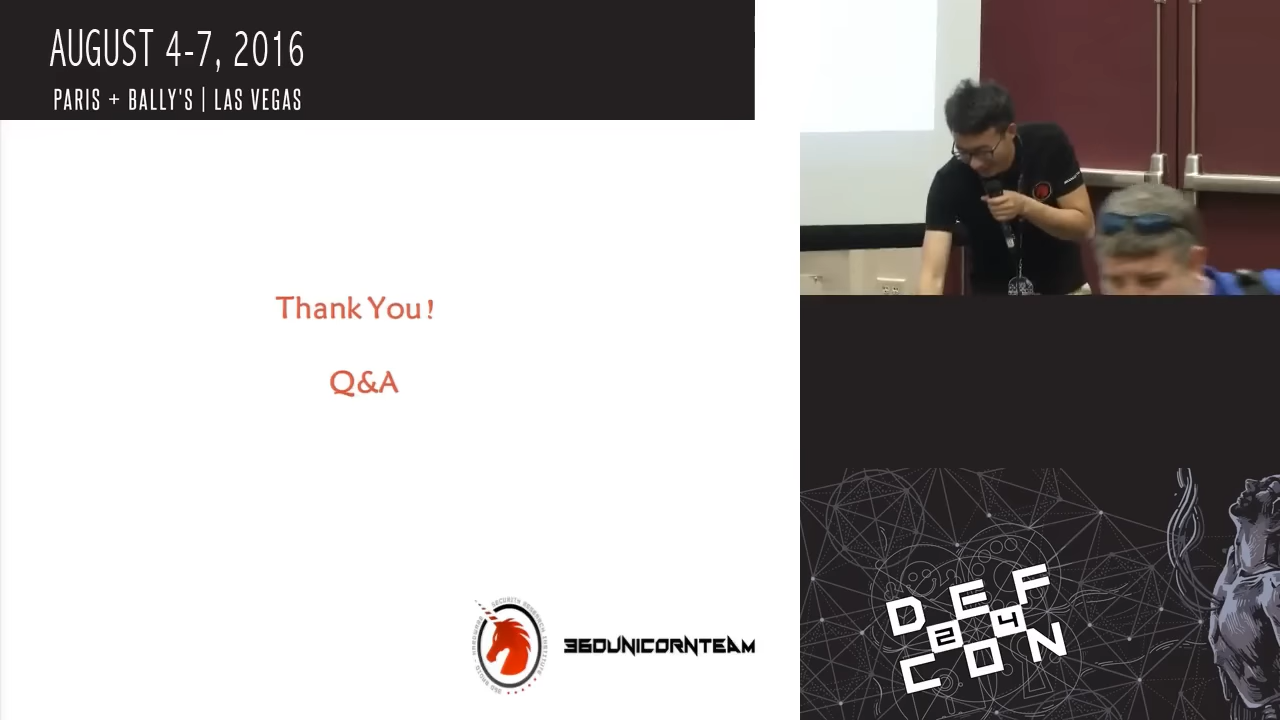 AUGUST 4-7, 2016
PARIS + BALLY'S | LAS VEGAS
Thank You!
Q&A
360UNICORNTEAM
DEF
24
CON